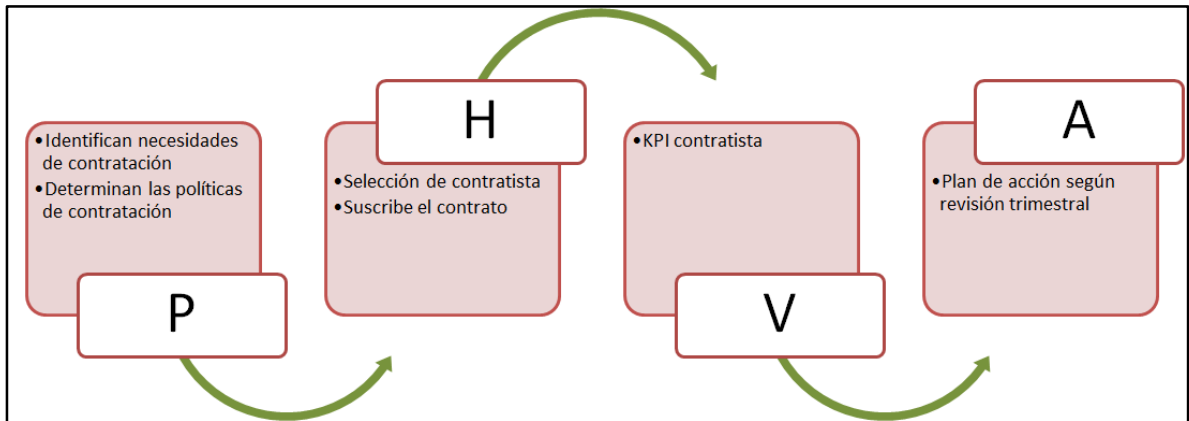 •Identifican necesidades
de contratación
•Determinan las políticas
de contratación
P
H
•Selección de contratista
•Suscribe el contrato
•KPI contratista
V
A
•Plan de acción según
revisión trimestral